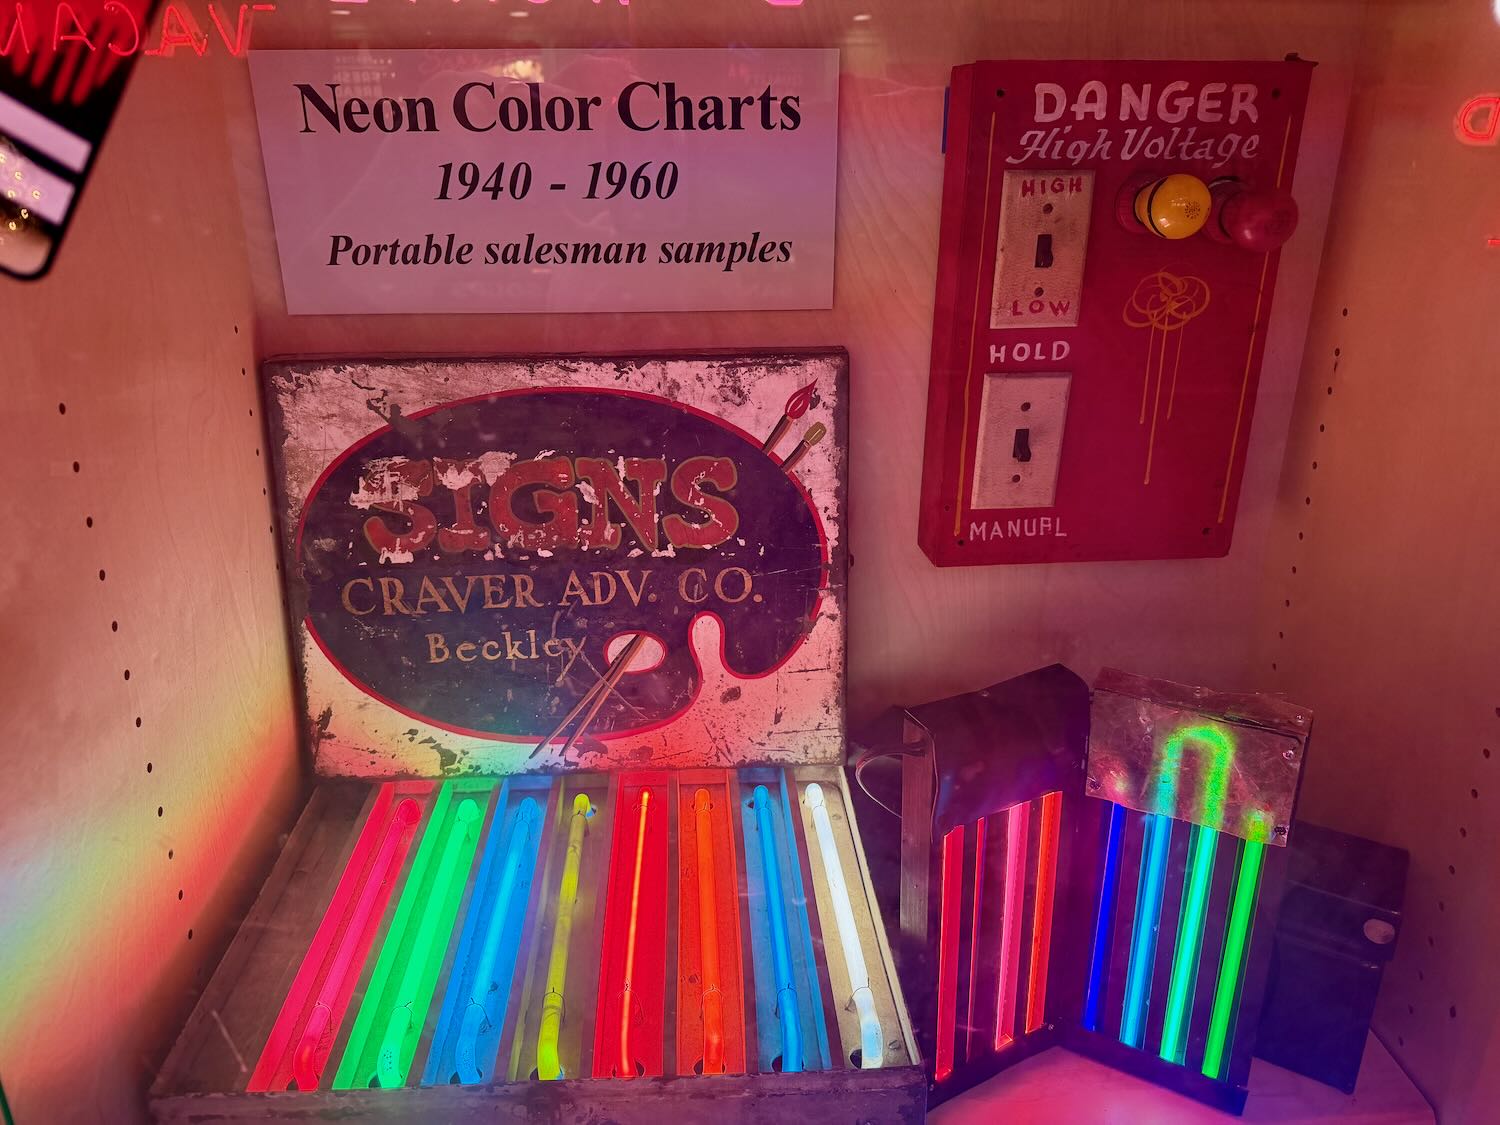 VACAN
Neon Color Charts
1940 - 1960
Portable salesman samples
DANGER
High Voltage
HIGH
LOW
HOLD
MANUAL
SIGNS
CRAVER ADV. CO.
Beckley